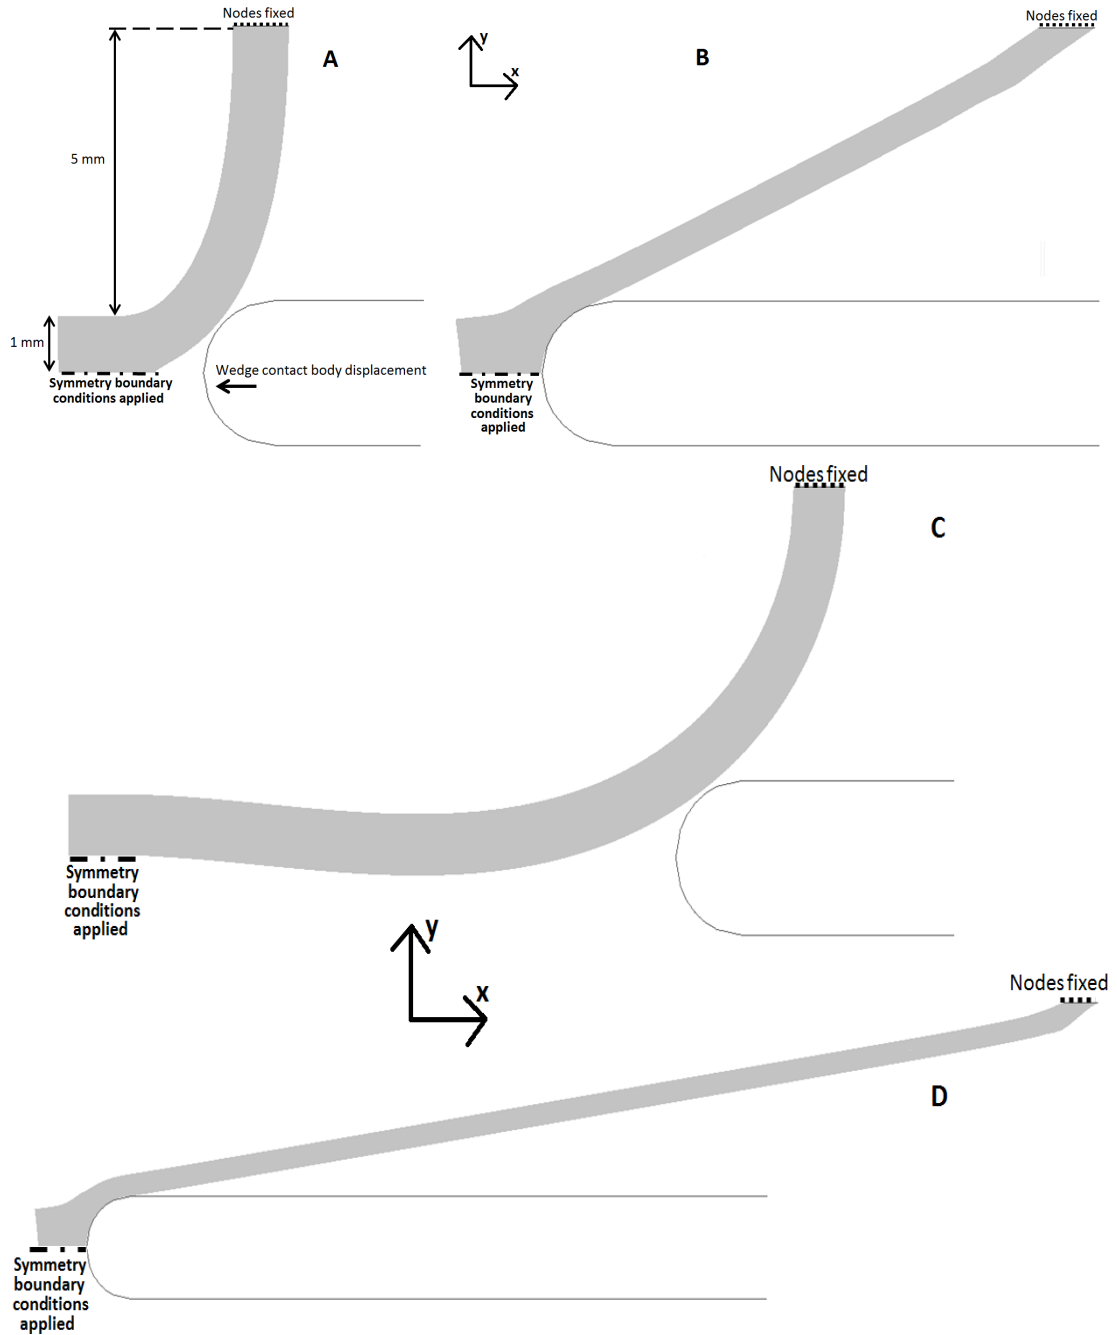 Nodes fixed
A
5 mm
1 mm
Symmetry boundary
conditions applied
Wedge contact body displacement
y
x
B
Nodes fixed
Symmetry
boundary
conditions
applied
Nodes fixed
C
Symmetry
boundary
conditions
applied
y
x
Nodes fixed
D
Symmetry
boundary
conditions
applied